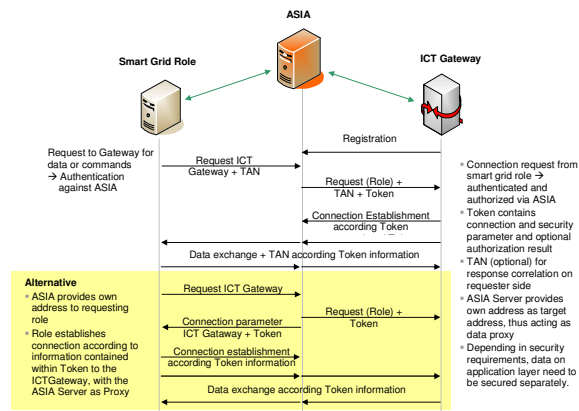 ASIA
Smart Grid Role
ICT Gateway
Registration
Request to Gateway for
data or commands
→ Authentication
against ASIA
Request ICT
Gateway + TAN
Request (Role) +
TAN + Token
Connection Establishment
according Token
Data exchange + TAN according Token information
▪ Connection request from
smart grid role →
authenticated and
authorized via ASIA
▪ Token contains
connection and security
parameter and optional
authorization result
▪ TAN (optional) for
response correlation on
requester side
▪ ASIA Server provides
own address as target
address, thus acting as
data proxy
▪ Depending in security
requirements, data on
application layer need to
be secured separately.
Alternative
▪ ASIA provides own
address to requesting
role
▪ Role establishes
connection according to
information contained
within Token to the
ICTGateway, with the
ASIA Server as Proxy
Request ICT Gateway
Request (Role) +
Token
Connection parameter
ICT Gateway + Token
Connection establishment
according Token information
Data exchange according Token information